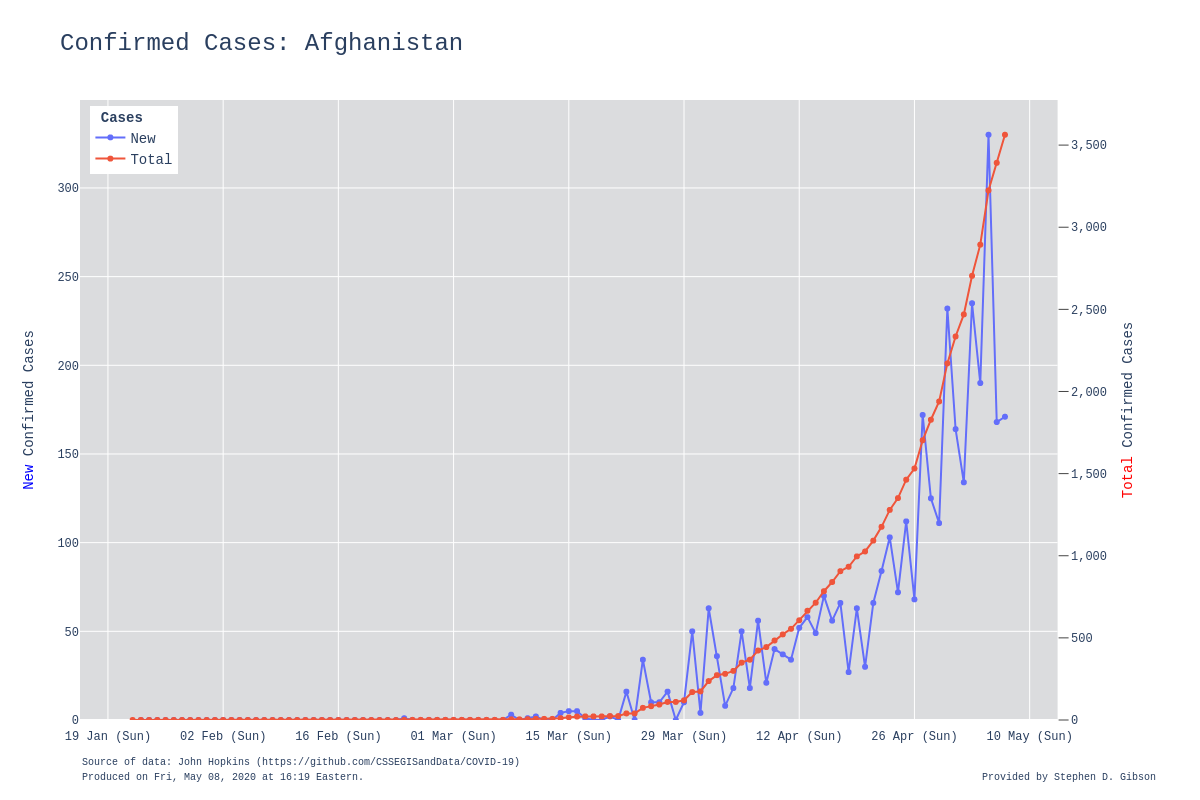 Confirmed Cases: Afghanistan
Cases
New
Total
300
250
200
150
100
50
0
3,500
3,000
2,500
2,000
1,500
1,000
500
0
New Confirmed Cases
Total Confirmed Cases
19 Jan (Sun) 02 Feb (Sun) 16 Feb (Sun) 01 Mar (Sun) 15 Mar (Sun) 29 Mar (Sun) 12 Apr (Sun) 26 Apr (Sun) 10 May (Sun)
Source of data: John Hopkins (https://github.com/CSSEGISandData/COVID-19)
Produced on Fri, May 08, 2020 at 16:19 Eastern.
Provided by Stephen D. Gibson